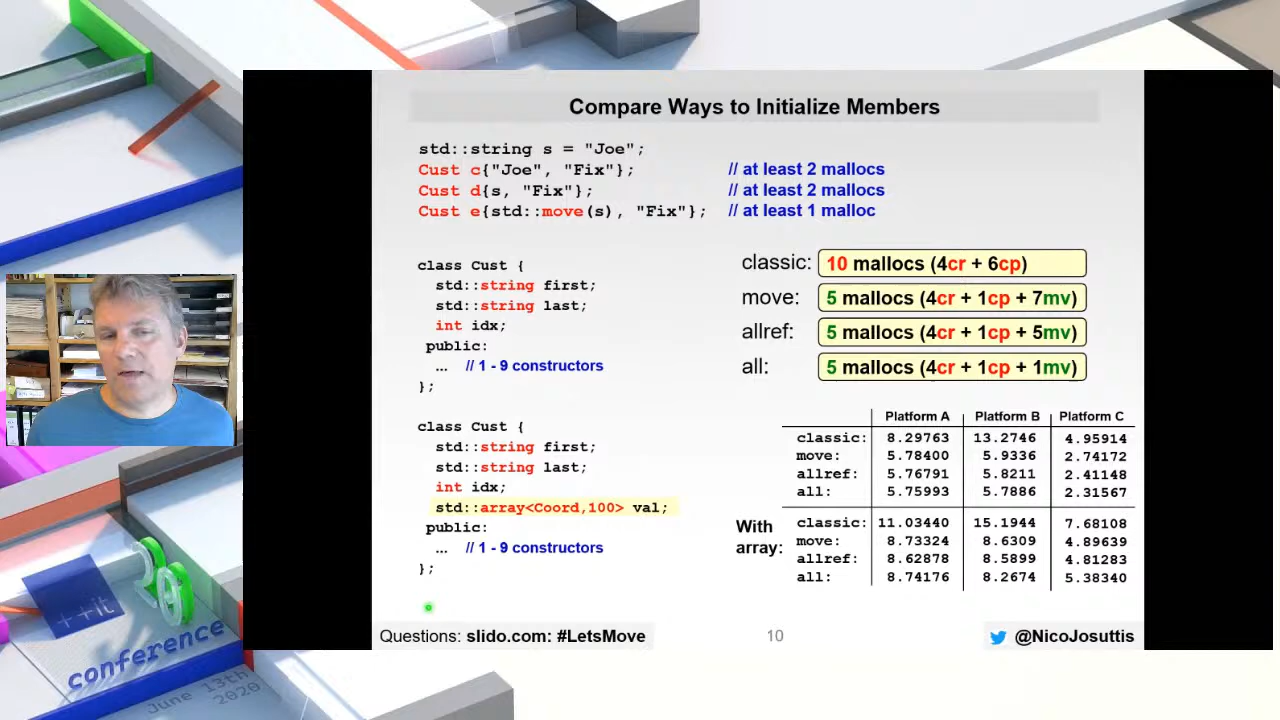 Compare Ways to Initialize Members
std::string s = "Joe";
Cust c{"Joe", "Fix"}; // at least 2 mallocs
Cust d{s, "Fix"}; // at least 2 mallocs
Cust e{std::move(s), "Fix"}; // at least 1 malloc
class Cust {
std::string first;
std::string last;
int idx;
public:
... // 1 - 9 constructors
};
classic: 10 mallocs (4cr + 6cp)
move: 5 mallocs (4cr + 1cp + 7mv)
allref: 5 mallocs (4cr + 1cp + 5mv)
all: 5 mallocs (4cr + 1cp + 1mv)
class Cust {
std::string first;
std::string last;
int idx;
std::array<Coord,100> val;
public:
... // 1 - 9 constructors
};
Platform A Platform B Platform C
classic: 8.29763 13.2746 4.95914
move: 5.78400 5.9336 2.74172
allref: 5.76791 5.8211 2.41148
all: 5.75993 5.7886 2.31567
With
array:
classic: 11.03440 15.1944 7.68108
move: 8.73324 8.6309 4.89639
allref: 8.62878 8.5899 4.81283
all: 8.74176 8.2674 5.38340
Questions: slido.com: #LetsMove
10
@NicoJosuttis
++it
conference
June 13th
2020